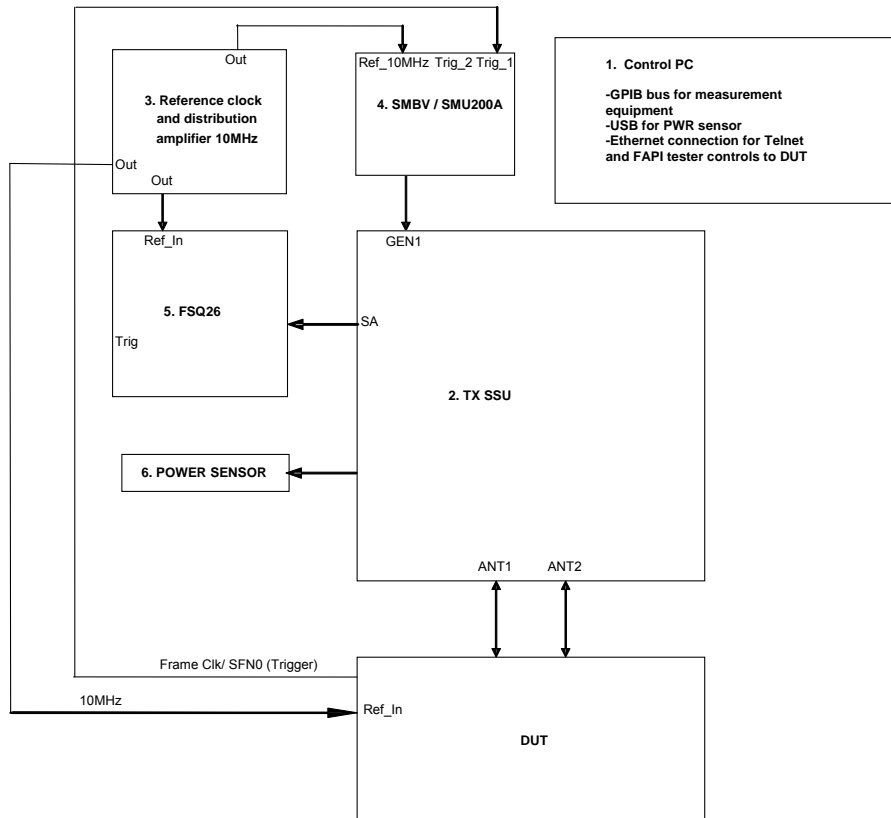 Out
3. Reference clock
and distribution
amplifier 10MHz
Out
Out
Ref_10MHz Trig_2 Trig_1
4. SMBV / SMU200A
1. Control PC
-GPIB bus for measurement
equipment
-USB for PWR sensor
-Ethernet connection for Telnet
and FAPI tester controls to DUT
Ref_In
5. FSQ26
Trig
GEN1
SA
2. TX SSU
6. POWER SENSOR
ANT1
ANT2
Frame Clk/ SFN0 (Trigger)
10MHz
Ref_In
DUT